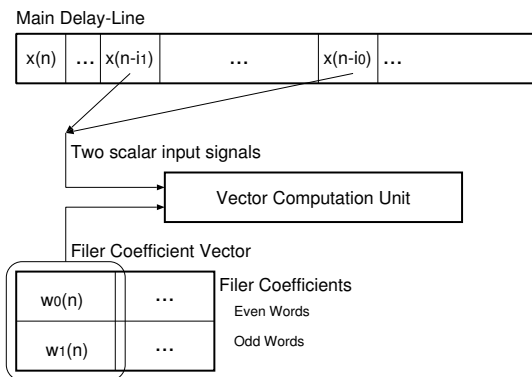 Main Delay-Line
x(n) ... x(n-i1) ... x(n-i0) ...
Two scalar input signals
Vector Computation Unit
Filer Coefficient Vector
w0(n) ... Filer Coefficients
Even Words
w1(n) ... Odd Words